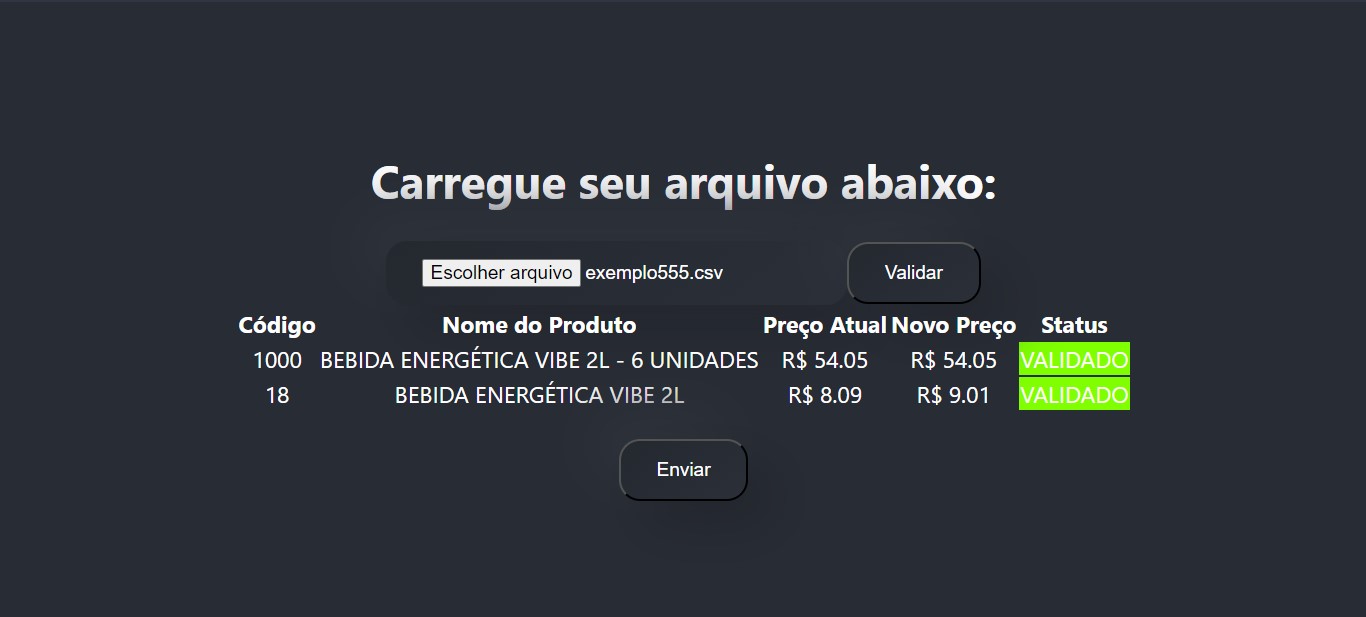 Carregue seu arquivo abaixo:
Escolher arquivo exemplo555.csv Validar
Código Nome do Produto Preço Atual Novo Preço Status
1000 BEBIDA ENERGÉTICA VIBE 2L - 6 UNIDADES R$ 54.05 R$ 54.05 VALIDADO
18 BEBIDA ENERGÉTICA VIBE 2L R$ 8.09 R$ 9.01 VALIDADO
Enviar